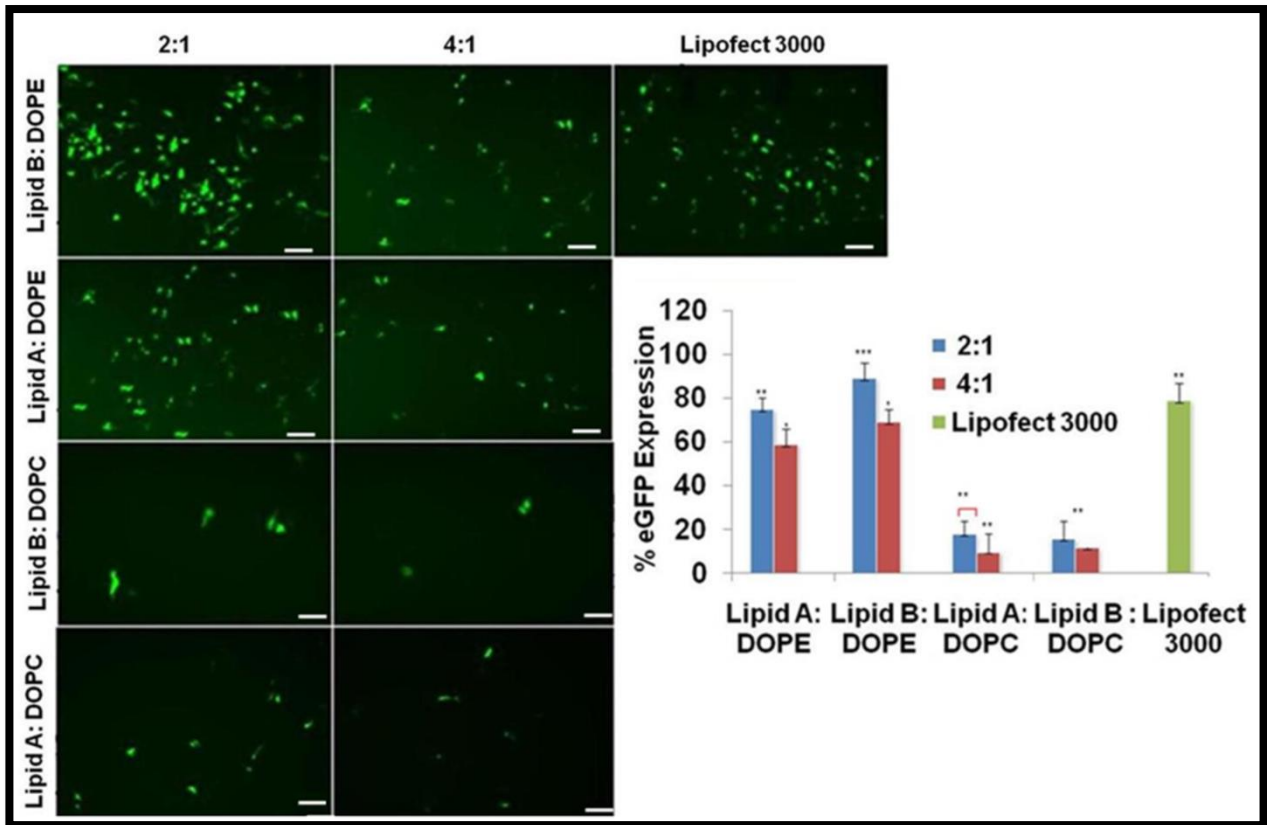 2:1
4:1
Lipofect 3000
Lipid B: DOPE
Lipid A: DOPE
Lipid B: DOPC
Lipid A: DOPC
% eGFP Expression
120
100
80
60
40
20
0
**
*
***
*
**
**
**
**
2:1
4:1
Lipofect 3000
Lipid A: Lipid B: Lipid A: Lipid B : Lipofect
DOPE DOPE DOPC DOPC 3000